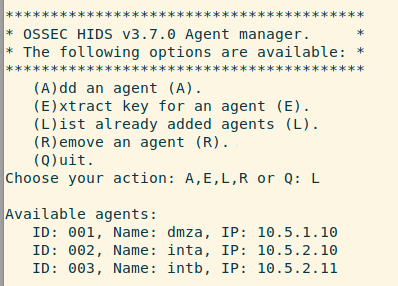 ****************************************
* OSSEC HIDS v3.7.0 Agent manager.     *
* The following options are available: *
****************************************
   (A)dd an agent (A).
   (E)xtract key for an agent (E).
   (L)ist already added agents (L).
   (R)emove an agent (R).
   (Q)uit.
Choose your action: A,E,L,R or Q: L

Available agents:
   ID: 001, Name: dmza, IP: 10.5.1.10
   ID: 002, Name: inta, IP: 10.5.2.10
   ID: 003, Name: intb, IP: 10.5.2.11